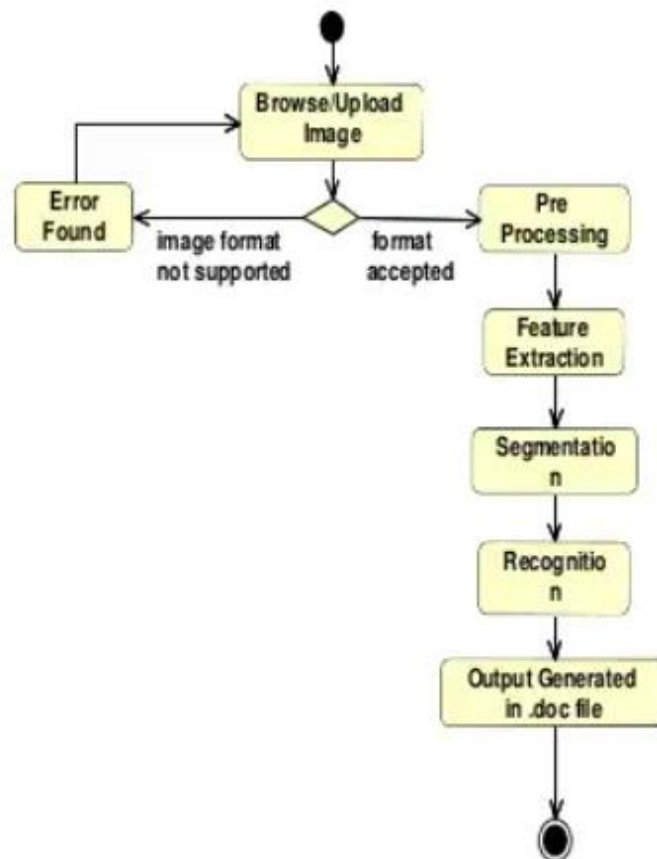 Browse/Upload
Image
Error
Found
image format
not supported
format
accepted
Pre
Processing
Feature
Extraction
Segmentatio
n
Recognitio
n
Output Generated
in .doc file